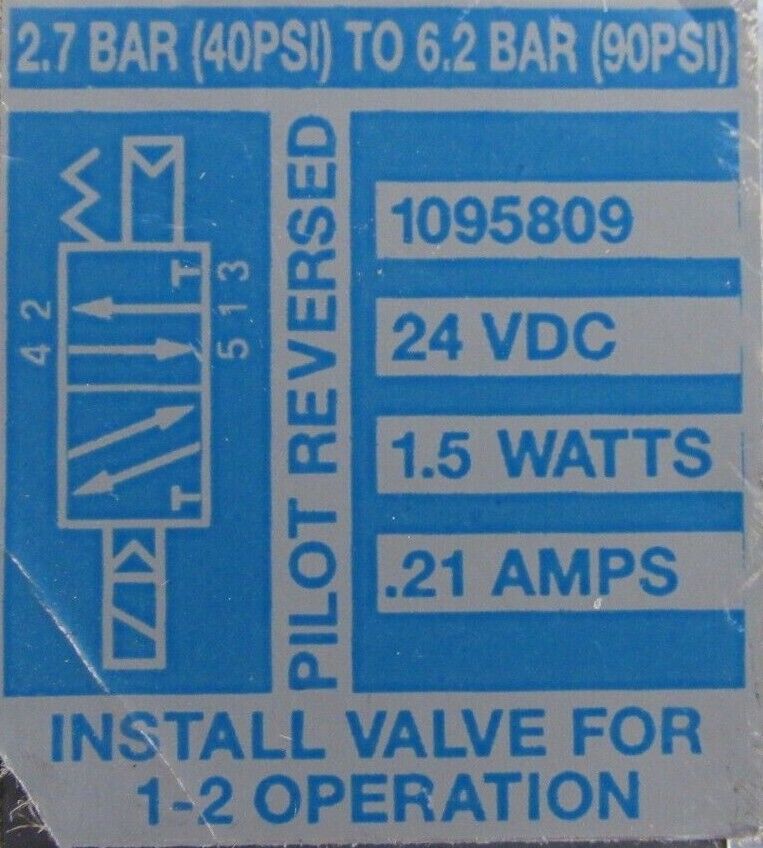 2.7 BAR (40PSI) TO 6.2 BAR (90PSI)
4 2
T
T
5 1 3
PILOT REVERSED
1095809
24 VDC
1.5 WATTS
.21 AMPS
INSTALL VALVE FOR
1-2 OPERATION